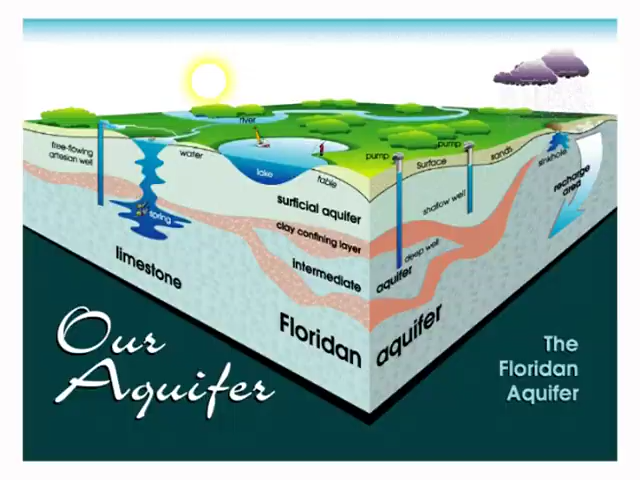 river
free-flowing
artesian well
water
pump
pump
surface
sands
sinkhole
lake
table
recharge
area
spring
surficial aquifer
shallow well
clay confining layer
limestone
intermediate
aquifer
deep well
Floridan
aquifer
Our
Aquifer
The
Floridan
Aquifer